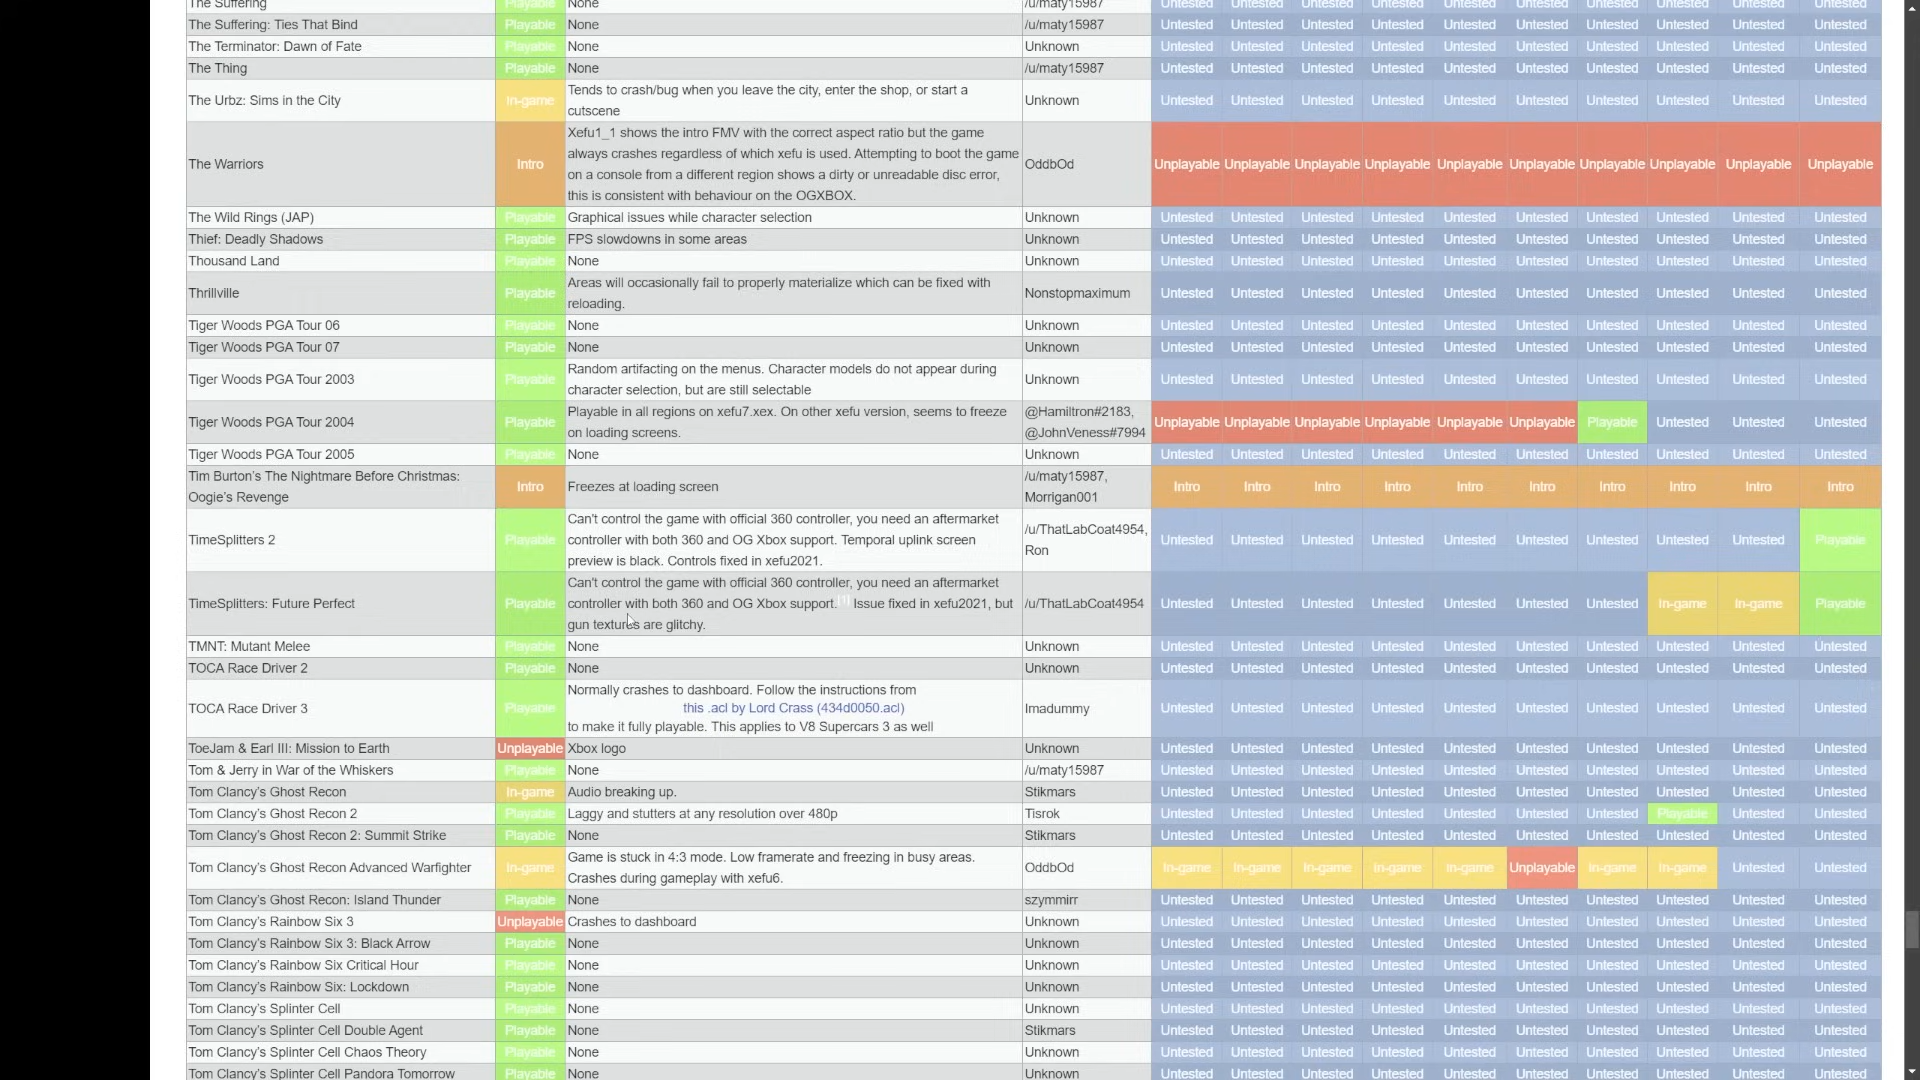 The Suffering Playable None /u/maty15987 Untested Untested Untested Untested Untested Untested Untested Untested Untested Untested
The Suffering: Ties That Bind Playable None /u/maty15987 Untested Untested Untested Untested Untested Untested Untested Untested Untested Untested
The Terminator: Dawn of Fate Playable None Unknown Untested Untested Untested Untested Untested Untested Untested Untested Untested Untested
The Thing Playable None /u/maty15987 Untested Untested Untested Untested Untested Untested Untested Untested Untested Untested
Tends to crash/bug when you leave the city, enter the shop, or start a
The Urbz: Sims in the City In-game Unknown Untested Untested Untested Untested Untested Untested Untested Untested Untested Untested
cutscene
Xefu1_1 shows the intro FMV with the correct aspect ratio but the game
always crashes regardless of which xefu is used. Attempting to boot the game
The Warriors Intro OddbOd Unplayable Unplayable Unplayable Unplayable Unplayable Unplayable Unplayable Unplayable Unplayable Unplayable
on a console from a different region shows a dirty or unreadable disc error,
this is consistent with behaviour on the OGXBOX.
The Wild Rings (JAP) Playable Graphical issues while character selection Unknown Untested Untested Untested Untested Untested Untested Untested Untested Untested Untested
Thief: Deadly Shadows Playable FPS slowdowns in some areas Unknown Untested Untested Untested Untested Untested Untested Untested Untested Untested Untested
Thousand Land Playable None Unknown Untested Untested Untested Untested Untested Untested Untested Untested Untested Untested
Areas will occasionally fail to properly materialize which can be fixed with
Thrillville Playable Nonstopmaximum Untested Untested Untested Untested Untested Untested Untested Untested Untested Untested
reloading.
Tiger Woods PGA Tour 06 Playable None Unknown Untested Untested Untested Untested Untested Untested Untested Untested Untested Untested
Tiger Woods PGA Tour 07 Playable None Unknown Untested Untested Untested Untested Untested Untested Untested Untested Untested Untested
Random artifacting on the menus. Character models do not appear during
Tiger Woods PGA Tour 2003 Playable Unknown Untested Untested Untested Untested Untested Untested Untested Untested Untested Untested
character selection, but are still selectable
Playable in all regions on xefu7.xex. On other xefu version, seems to freeze @Hamiltron#2183,
Tiger Woods PGA Tour 2004 Playable Unplayable Unplayable Unplayable Unplayable Unplayable Unplayable Playable Untested Untested Untested
on loading screens. @JohnVeness#7994
Tiger Woods PGA Tour 2005 Playable None Unknown Untested Untested Untested Untested Untested Untested Untested Untested Untested Untested
Tim Burton's The Nightmare Before Christmas: /u/maty15987,
Intro Freezes at loading screen Intro Intro Intro Intro Intro Intro Intro Intro Intro Intro
Oogie's Revenge Morrigan001
Can't control the game with official 360 controller, you need an aftermarket /u/ThatLabCoat4954,
TimeSplitters 2 Playable controller with both 360 and OG Xbox support. Temporal uplink screen Untested Untested Untested Untested Untested Untested Untested Untested Untested Playable
preview is black. Controls fixed in xefu2021. Ron
Can't control the game with official 360 controller, you need an aftermarket
TimeSplitters: Future Perfect Playable controller with both 360 and OG Xbox support.[1] Issue fixed in xefu2021, but /u/ThatLabCoat4954 Untested Untested Untested Untested Untested Untested Untested In-game In-game Playable
gun textures are glitchy.
TMNT: Mutant Melee Playable None Unknown Untested Untested Untested Untested Untested Untested Untested Untested Untested Untested
TOCA Race Driver 2 Playable None Unknown Untested Untested Untested Untested Untested Untested Untested Untested Untested Untested
Normally crashes to dashboard. Follow the instructions from
TOCA Race Driver 3 Playable this .acl by Lord Crass (434d0050.acl) Imadummy Untested Untested Untested Untested Untested Untested Untested Untested Untested Untested
to make it fully playable. This applies to V8 Supercars 3 as well
ToeJam & Earl III: Mission to Earth Unplayable Xbox logo Unknown Untested Untested Untested Untested Untested Untested Untested Untested Untested Untested
Tom & Jerry in War of the Whiskers Playable None /u/maty15987 Untested Untested Untested Untested Untested Untested Untested Untested Untested Untested
Tom Clancy's Ghost Recon In-game Audio breaking up. Stikmars Untested Untested Untested Untested Untested Untested Untested Untested Untested Untested
Tom Clancy's Ghost Recon 2 Playable Laggy and stutters at any resolution over 480p Tisrok Untested Untested Untested Untested Untested Untested Untested Playable Untested Untested
Tom Clancy's Ghost Recon 2: Summit Strike Playable None Stikmars Untested Untested Untested Untested Untested Untested Untested Untested Untested Untested
Game is stuck in 4:3 mode. Low framerate and freezing in busy areas.
Tom Clancy's Ghost Recon Advanced Warfighter In-game OddbOd In-game In-game In-game In-game In-game Unplayable In-game In-game Untested Untested
Crashes during gameplay with xefu6.
Tom Clancy's Ghost Recon: Island Thunder Playable None szymmirr Untested Untested Untested Untested Untested Untested Untested Untested Untested Untested
Tom Clancy's Rainbow Six 3 Unplayable Crashes to dashboard Unknown Untested Untested Untested Untested Untested Untested Untested Untested Untested Untested
Tom Clancy's Rainbow Six 3: Black Arrow Playable None Unknown Untested Untested Untested Untested Untested Untested Untested Untested Untested Untested
Tom Clancy's Rainbow Six Critical Hour Playable None Unknown Untested Untested Untested Untested Untested Untested Untested Untested Untested Untested
Tom Clancy's Rainbow Six: Lockdown Playable None Unknown Untested Untested Untested Untested Untested Untested Untested Untested Untested Untested
Tom Clancy's Splinter Cell Playable None Unknown Untested Untested Untested Untested Untested Untested Untested Untested Untested Untested
Tom Clancy's Splinter Cell Double Agent Playable None Stikmars Untested Untested Untested Untested Untested Untested Untested Untested Untested Untested
Tom Clancy's Splinter Cell Chaos Theory Playable None Unknown Untested Untested Untested Untested Untested Untested Untested Untested Untested Untested
Tom Clancy's Splinter Cell Pandora Tomorrow Playable None Unknown Untested Untested Untested Untested Untested Untested Untested Untested Untested Untested